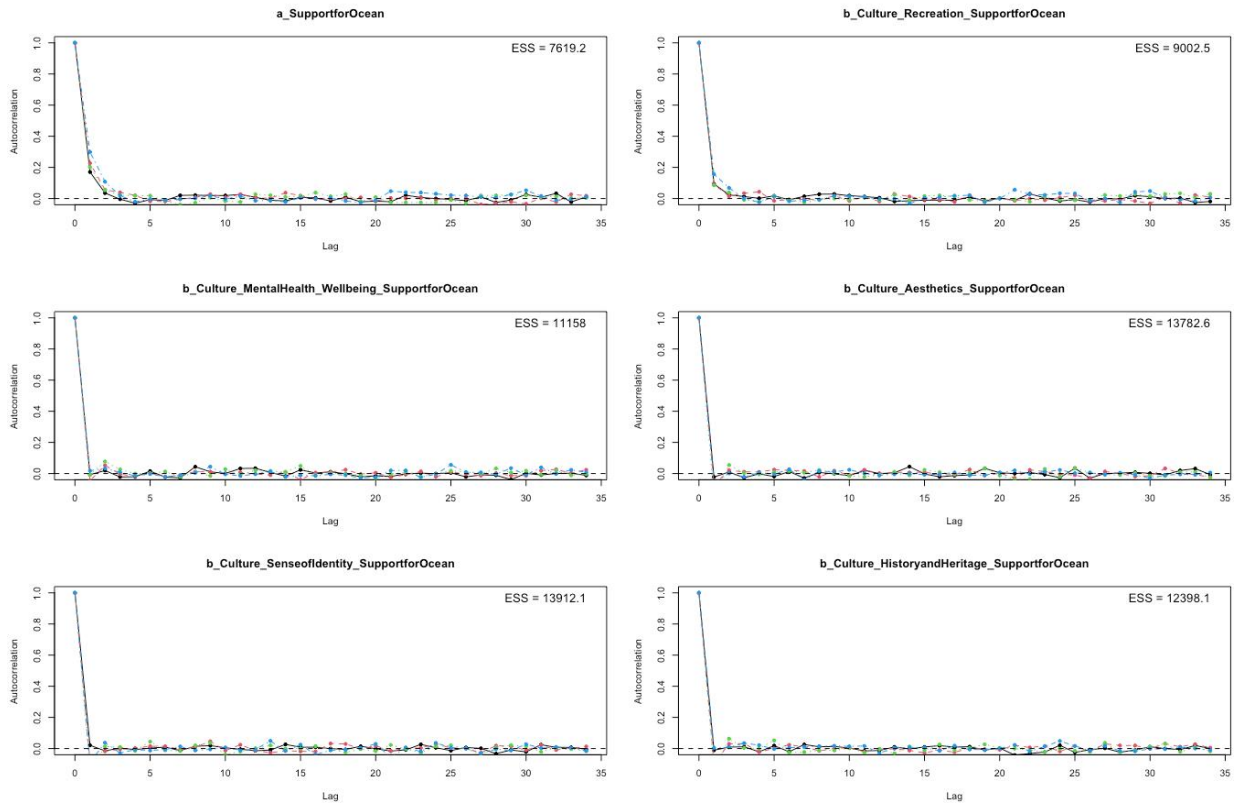 a_SupportforOcean
ESS = 7619.2
Autocorrelation
1.0
0.8
0.6
0.4
0.2
0.0
0 5 10 15 20 25 30 35
Lag
b_Culture_Recreation_SupportforOcean
ESS = 9002.5
Autocorrelation
1.0
0.8
0.6
0.4
0.2
0.0
0 5 10 15 20 25 30 35
Lag
b_Culture_MentalHealth_Wellbeing_SupportforOcean
ESS = 11158
Autocorrelation
1.0
0.8
0.6
0.4
0.2
0.0
0 5 10 15 20 25 30 35
Lag
b_Culture_Aesthetics_SupportforOcean
ESS = 13782.6
Autocorrelation
1.0
0.8
0.6
0.4
0.2
0.0
0 5 10 15 20 25 30 35
Lag
b_Culture_SenseofIdentity_SupportforOcean
ESS = 13912.1
Autocorrelation
1.0
0.8
0.6
0.4
0.2
0.0
0 5 10 15 20 25 30 35
Lag
b_Culture_HistoryandHeritage_SupportforOcean
ESS = 12398.1
Autocorrelation
1.0
0.8
0.6
0.4
0.2
0.0
0 5 10 15 20 25 30 35
Lag